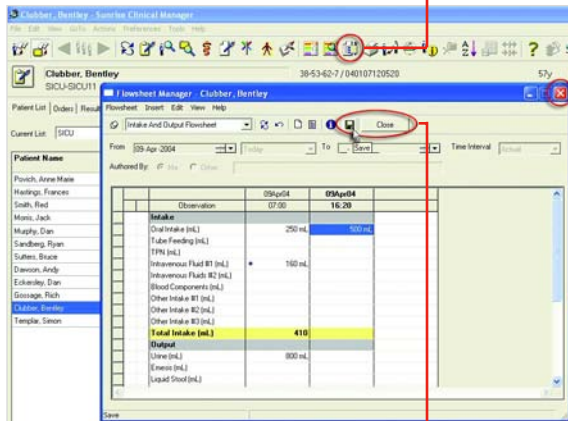 Clubber, Bentley - Sunrise Clinical Manager
File Edit View GoTo Actions Preferences Tools Help
Clubber, Bentley
38-53-62-7 / 040107120520
57y
SICU-SICU11
Patient List Orders
Current List: SICU
Patient Name
Povich, Anne Marie
Hastings, Frances
Smith, Red
Morris, Jack
Murphy, Dan
Sandberg, Ryan
Sutters, Bruce
Dawson, Andy
Eckersley, Dan
Gossage, Rich
Clubber, Bentley
Templar, Simon
Flowsheet Manager - Clubber, Bentley
Flowsheet Insert Edit View Help
Intake And Output Flowsheet
Close
From 09-Apr-2004 Today To Save Time Interval Actual
Authored By: Me Other
09Apr04 09Apr04
Observation 07:00 16:20
Intake
Oral Intake (mL) 250 mL 500 mL
Tube Feeding (mL)
TPN (mL)
Intravenous Fluid #1 (mL) 160 mL
Intravenous Fluids #2 (mL)
Blood Components (mL)
Other Intake #1 (mL)
Other Intake #2 (mL)
Other Intake #3 (mL)
Total Intake (mL) 410
Output
Urine (mL) 800 mL
Emesis (mL)
Liquid Stool (mL)
Save